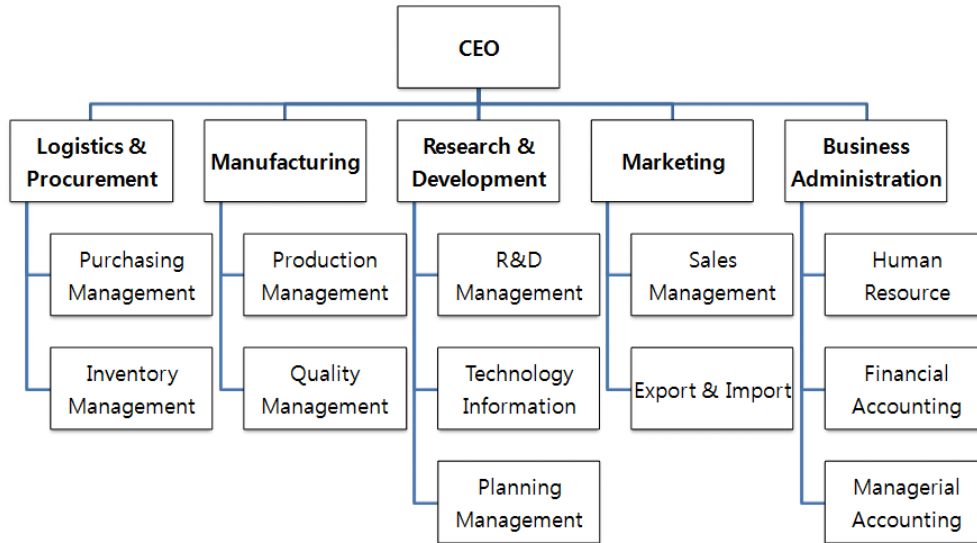 CEO
Logistics &
Procurement
Manufacturing
Research &
Development
Marketing
Business
Administration
Purchasing
Management
Production
Management
R&D
Management
Sales
Management
Human
Resource
Inventory
Management
Quality
Management
Technology
Information
Export & Import
Financial
Accounting
Planning
Management
Managerial
Accounting